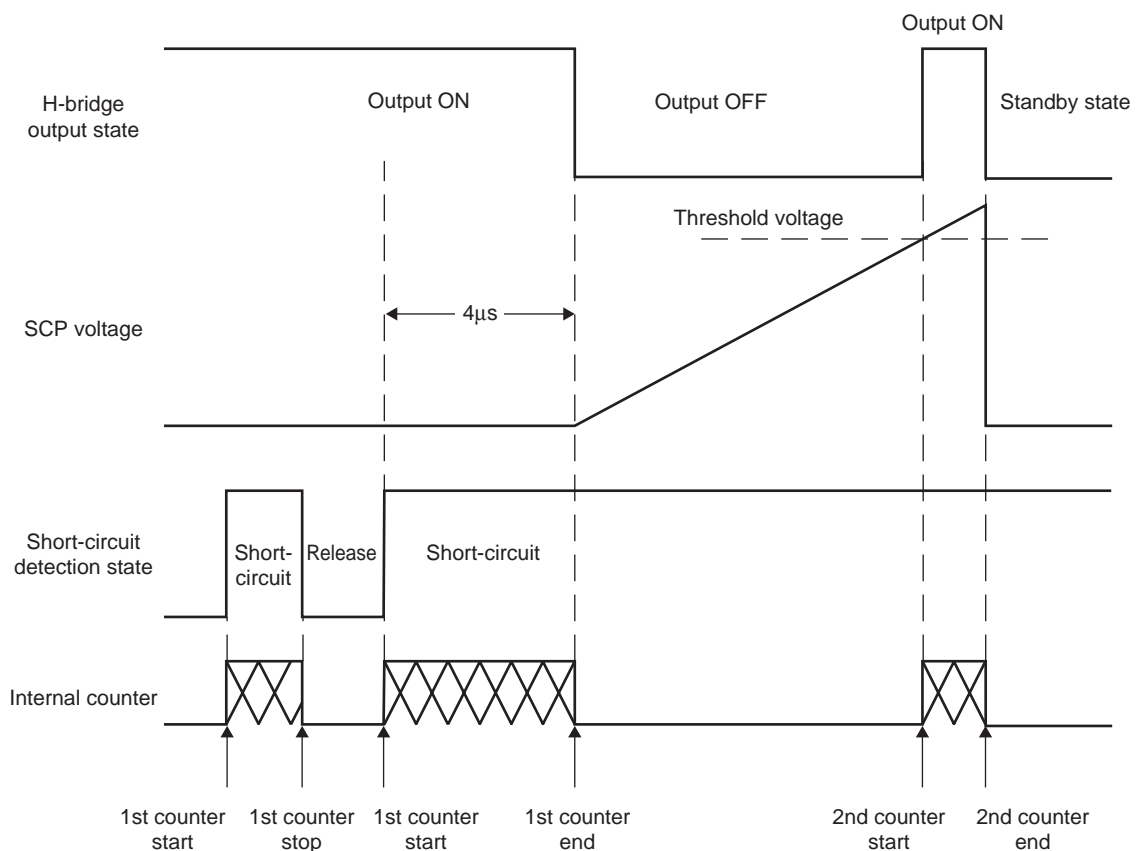 Output ON
H-bridge
output state
Output ON
Output OFF
Standby state
Threshold voltage
4μs
SCP voltage
Short-circuit
detection state
Short-
circuit
Release
Short-circuit
Internal counter
1st counter
start
1st counter
stop
1st counter
start
1st counter
end
2nd counter
start
2nd counter
end